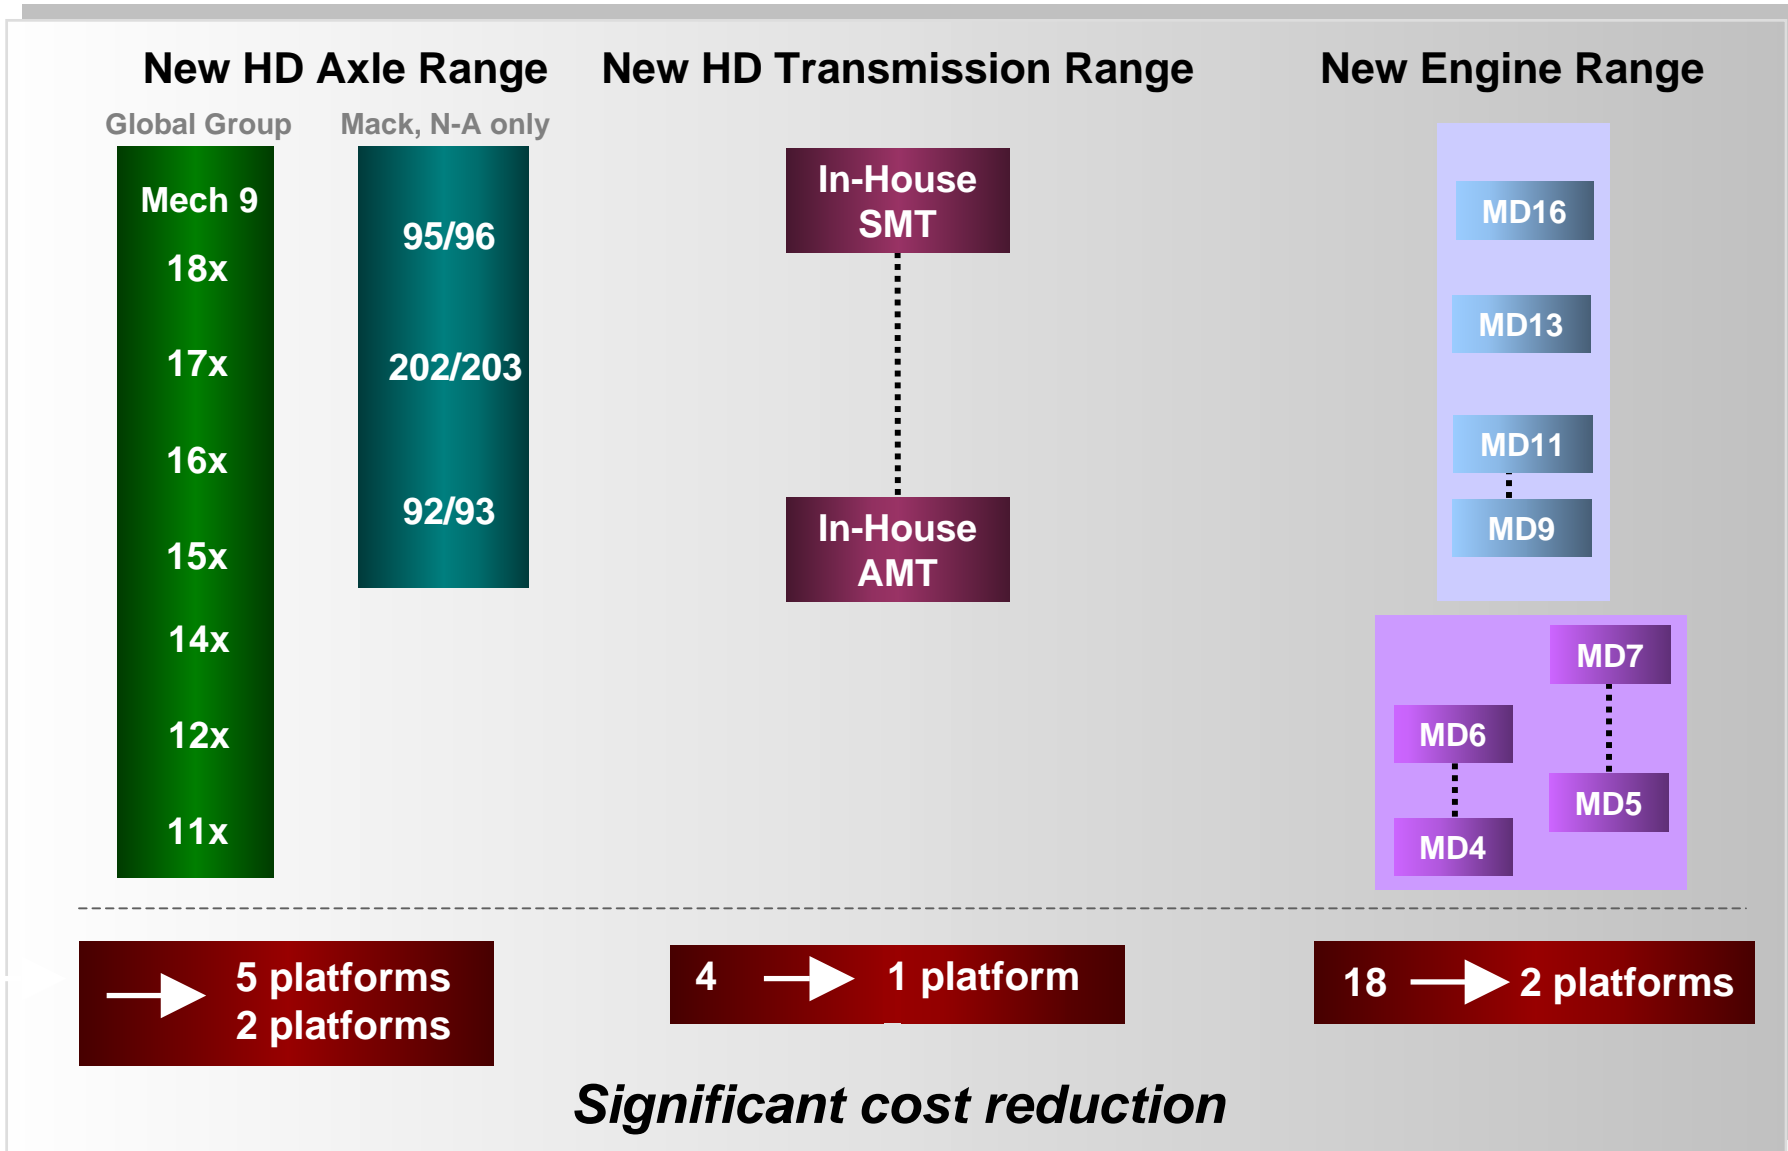 New HD Axle Range
Global Group
Mack, N-A only
Mech 9
18x
17x
16x
15x
14x
12x
11x
95/96
202/203
92/93
New HD Transmission Range
In-House
SMT
In-House
AMT
New Engine Range
MD16
MD13
MD11
MD9
MD7
MD6
MD5
MD4
5 platforms
2 platforms
4 1 platform
18 2 platforms
Significant cost reduction